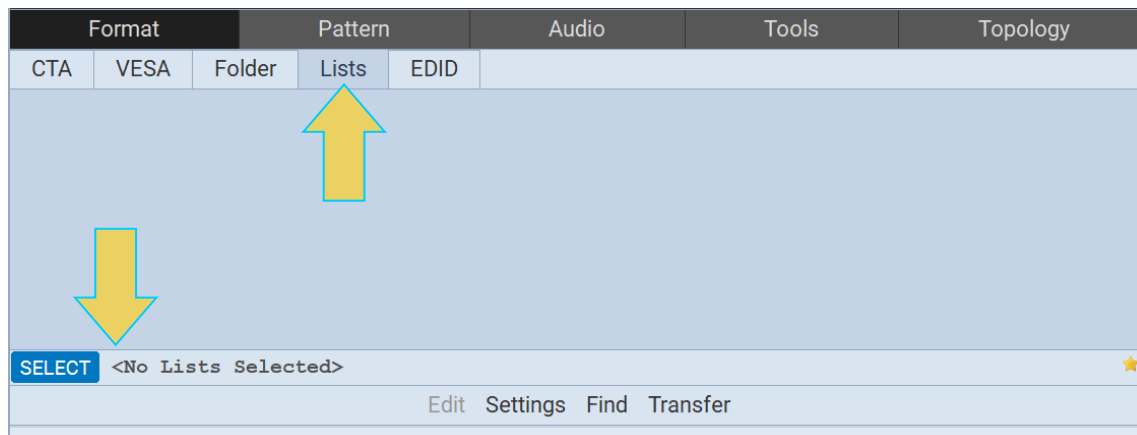 Format Pattern Audio Tools Topology
CTA VESA Folder Lists EDID
SELECT <No Lists Selected>
Edit Settings Find Transfer